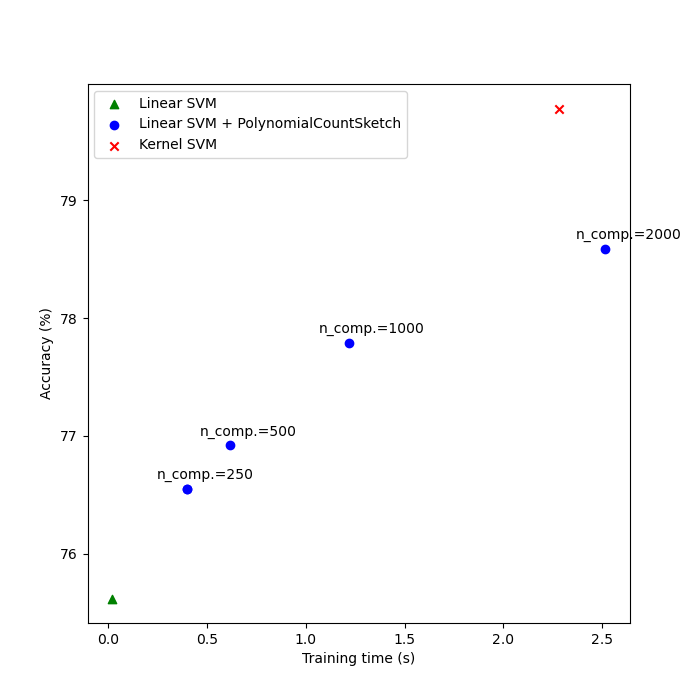 Linear SVM
Linear SVM + PolynomialCountSketch
Kernel SVM
79
78
77
76
Accuracy (%)
n_comp.=2000
n_comp.=1000
n_comp.=500
n_comp.=250
0.0 0.5 1.0 1.5 2.0 2.5
Training time (s)